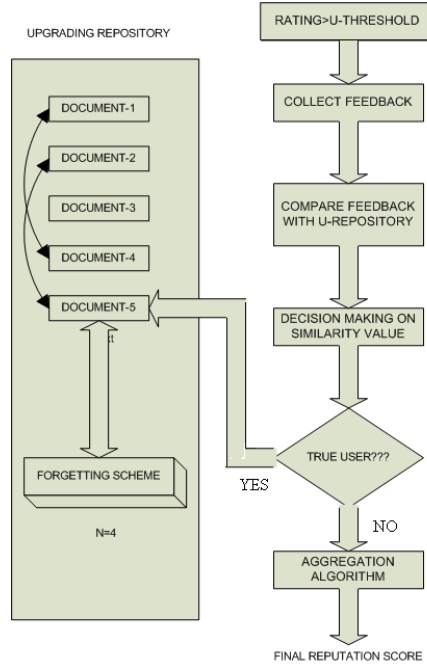 UPGRADING REPOSITORY
DOCUMENT-1
DOCUMENT-2
DOCUMENT-3
DOCUMENT-4
DOCUMENT-5
FORGETTING SCHEME
N=4
RATING>U-THRESHOLD
COLLECT FEEDBACK
COMPARE FEEDBACK
WITH U-REPOSITORY
DECISION MAKING ON
SIMILARITY VALUE
TRUE USER???
YES
NO
AGGREGATION
ALGORITHM
FINAL REPUTATION SCORE